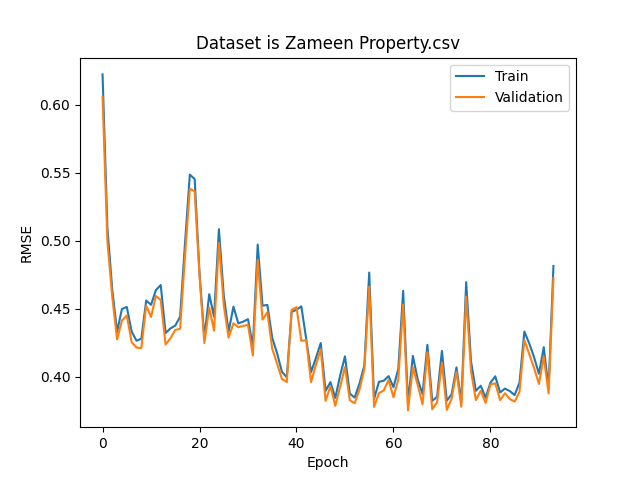 Dataset is Zameen Property.csv
Train
Validation
0.60
0.55
0.50
0.45
0.40
RMSE
0 20 40 60 80
Epoch